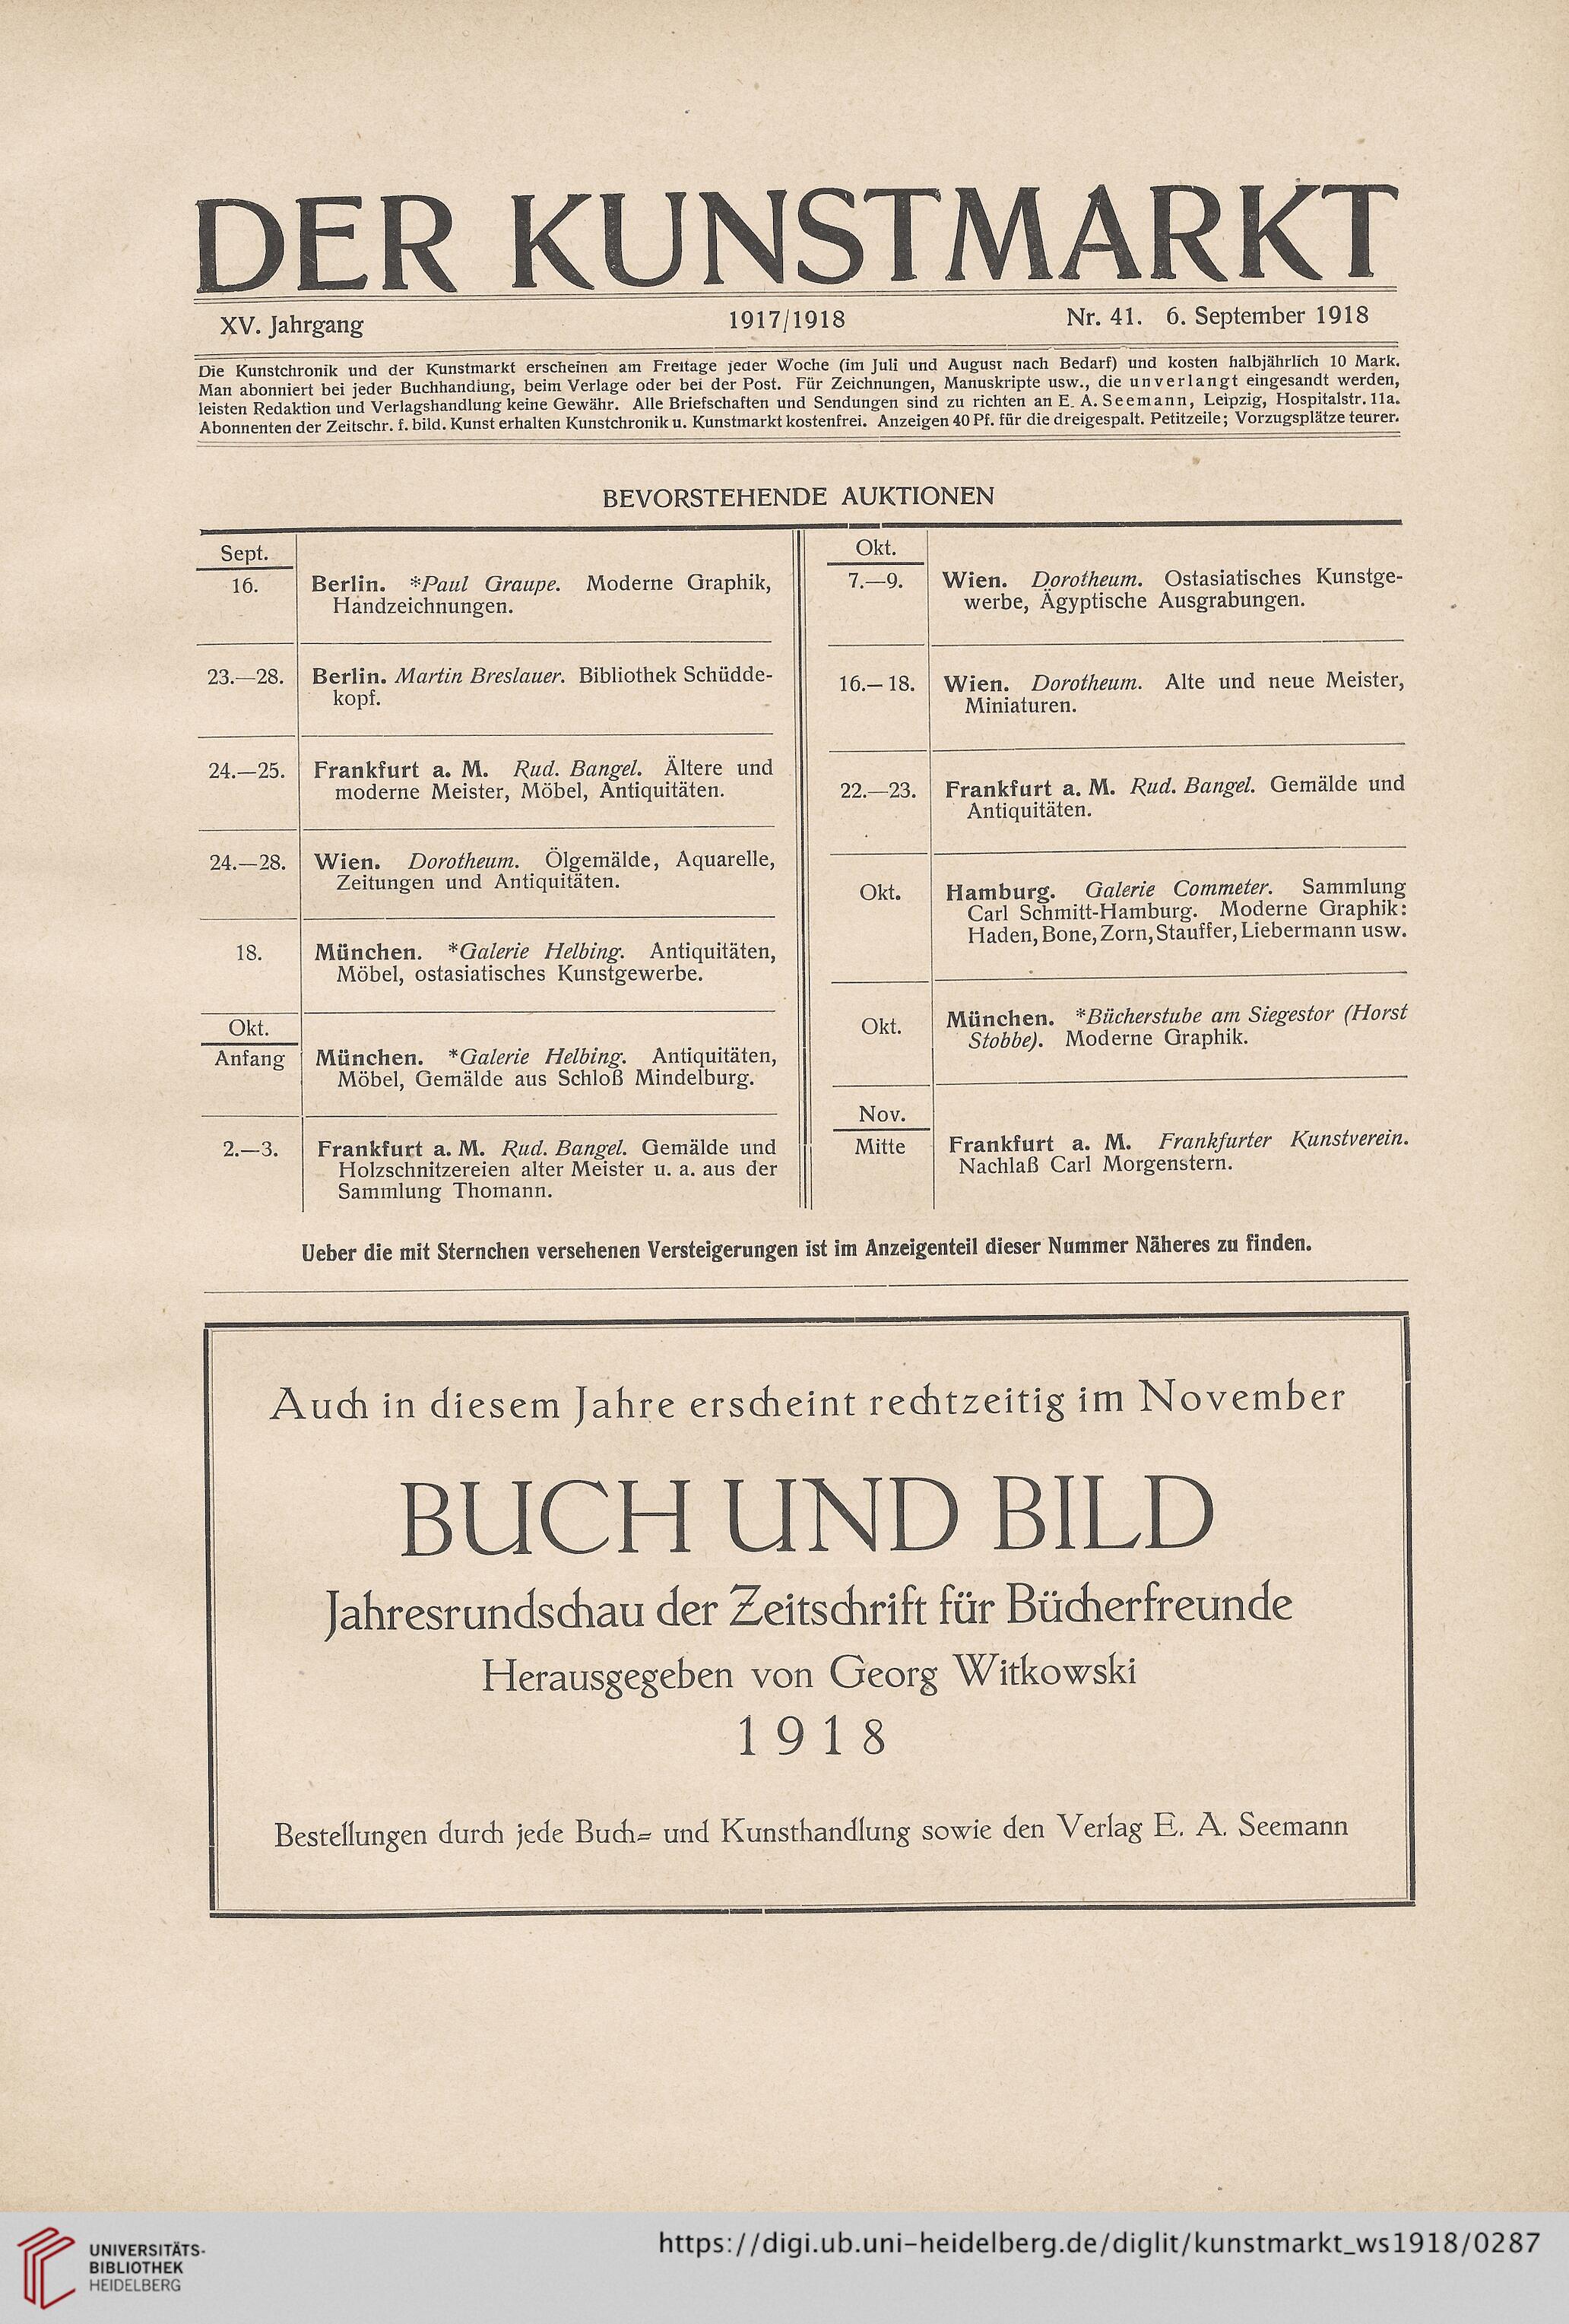 DER KUNSTMARKT
XV. Jahrgang 1917/1918 Nr. 41. 6. September 1918
Die Kunstchronik und der Kunstmarkt erscheinen am Freitage jeder Woche (im Juli und August nach Bedarf) und kosten halbjährlich 10 Mark.
Man abonniert bei jeder Buchhandlung, beim Verlage oder bei der Post. Für Zeichnungen, Manuskripte usw., die unverlangt eingesandt werden,
leisten Redaktion und Verlagshandlung keine Gewähr. Alle Briefschaften und Sendungen sind zu richten an E. A. Seemann, Leipzig, Hospitalstr. 11a.
Abonnenten der Zeitschr. f. bild. Kunst erhalten Kunstchronik u. Kunstmarkt kostenfrei. Anzeigen 40 Pf. für die dreigespalt. Petitzeile; Vorzugsplätze teurer.
BEVORSTEHENDE AUKTIONEN
Sept.
16. Berlin. *Paul Graupe. Moderne Graphik,
Handzeichnungen.
23.—28. Berlin. Martin Breslauer. Bibliothek Schüdde-
kopf.
24.—25. Frankfurt a. M. Rud. Bangel. Ältere und
moderne Meister, Möbel, Antiquitäten.
24.—28. Wien. Dorotheum. Ölgemälde, Aquarelle,
Zeitungen und Antiquitäten.
18. München. *Galerie Helbing. Antiquitäten,
Möbel, ostasiatisches Kunstgewerbe.
Okt.
Anfang München. *Galerie Helbing. Antiquitäten,
Möbel, Gemälde aus Schloß Mindelburg.
2.—3. Frankfurt a. M. Rud. Bangel. Gemälde und
Holzschnitzereien alter Meister u. a. aus der
Sammlung Thomann.
Okt.
7.—9. Wien. Dorotheum. Ostasiatisches Kunstge-
werbe, Ägyptische Ausgrabungen.
16.—18. Wien. Dorotheum. Alte und neue Meister,
Miniaturen.
22.—23. Frankfurt a. M. Rud. Bangel. Gemälde und
Antiquitäten.
Okt. Hamburg. Galerie Commeter. Sammlung
Carl Schmitt-Hamburg. Moderne Graphik:
Haden, Bone, Zorn, Stauffer, Liebermann usw.
Okt. München. *Bücherstube am Siegestor (Horst
Stobbe). Moderne Graphik.
Nov.
Mitte Frankfurt a. M. Frankfurter Kunstverein.
Nachlaß Carl Morgenstern.
Ueber die mit Sternchen versehenen Versteigerungen ist im Anzeigenteil dieser Nummer Näheres zu finden.
Auch in diesem Jahre erscheint rechtzeitig im November
BUCH UND BILD
Jahresrundschau der Zeitschrift für Bücherfreunde
Herausgegeben von Georg Witkowski
1918
Bestellungen durch jede Buch= und Kunsthandlung sowie den Verlag E. A. Seemann
UNIVERSITÄTS-
BIBLIOTHEK
HEIDELBERG
https://digi.ub.uni-heidelberg.de/diglit/kunstmarkt_ws1918/0287